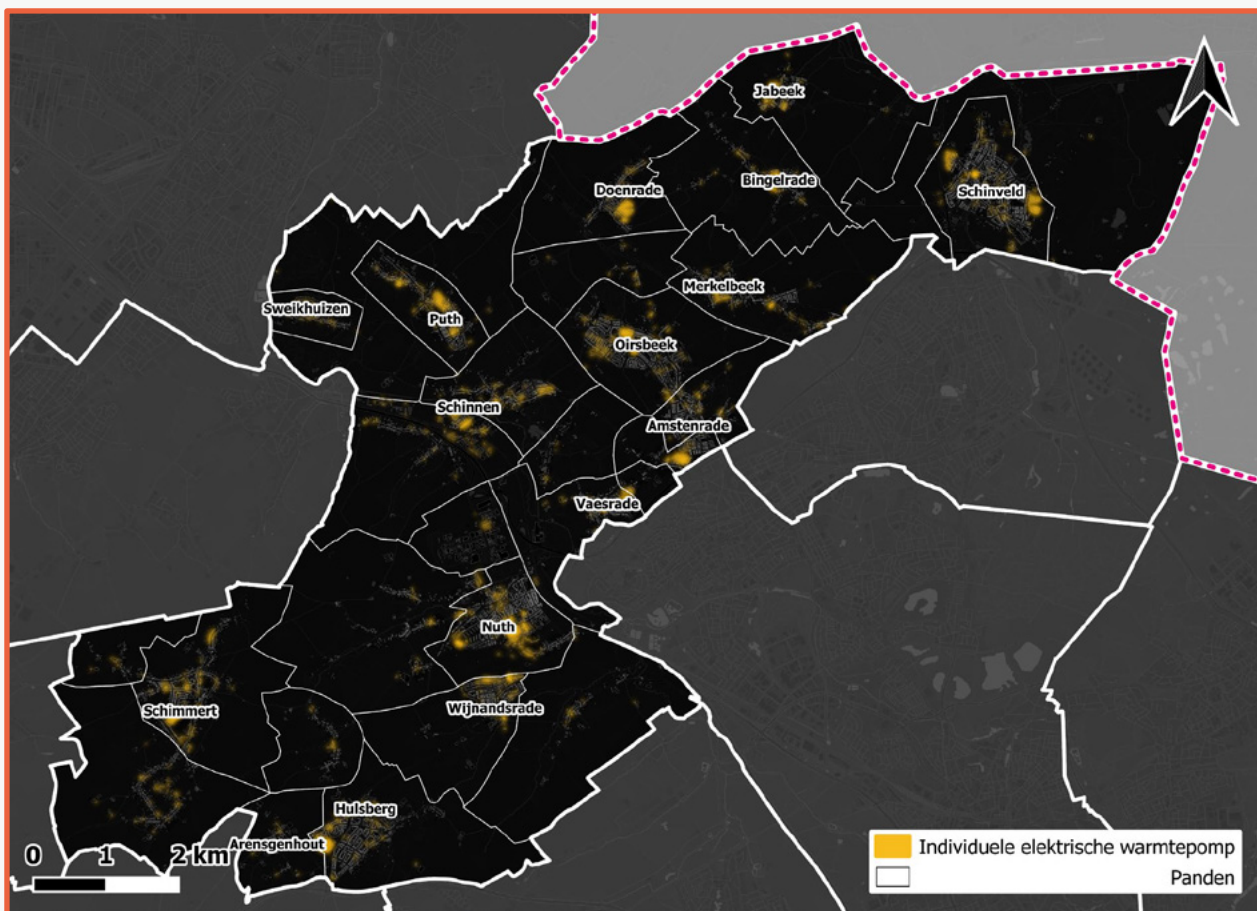 Jabeek
Doenrade
Bingelrade
Schinveld
Merkelbeek
Sweikhuizen
Puth
Oirsbeek
Schinnen
Amstenrade
Vaesrade
Nuth
Schimmert
Wijnandsrade
Hulsberg
Arensgenhout
0 1 2 km
Individuele elektrische warmtepomp
Panden